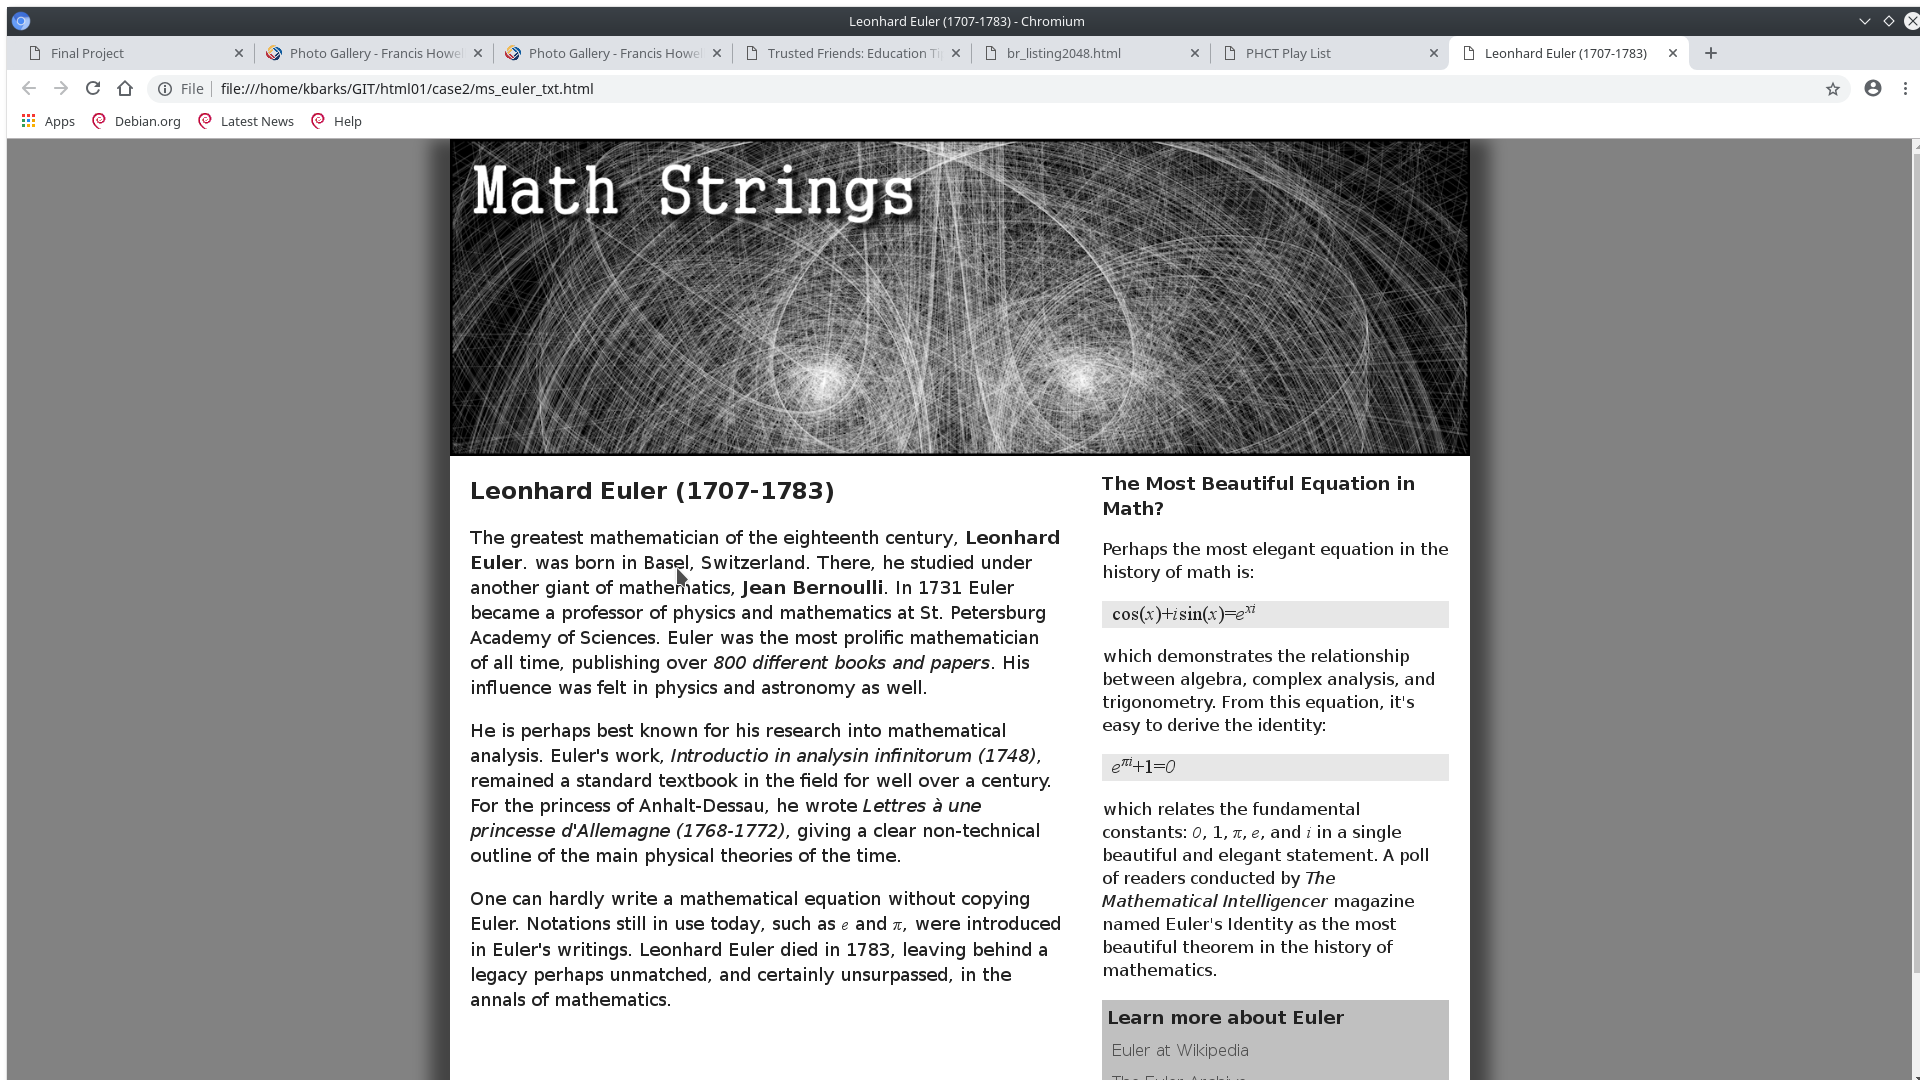 Leonhard Euler (1707-1783) - Chromium
Final Project
Photo Gallery - Francis Howel
Photo Gallery - Francis Howel
Trusted Friends: Education Ti
br_listing2048.html
PHCT Play List
Leonhard Euler (1707-1783)
File file:///home/kbarks/GIT/html01/case2/ms_euler_txt.html
Apps Debian.org Latest News Help
Math Strings
Leonhard Euler (1707-1783)
The greatest mathematician of the eighteenth century, Leonhard
Euler. was born in Basel, Switzerland. There, he studied under
another giant of mathematics, Jean Bernoulli. In 1731 Euler
became a professor of physics and mathematics at St. Petersburg
Academy of Sciences. Euler was the most prolific mathematician
of all time, publishing over 800 different books and papers. His
influence was felt in physics and astronomy as well.
He is perhaps best known for his research into mathematical
analysis. Euler's work, Introductio in analysin infinitorum (1748),
remained a standard textbook in the field for well over a century.
For the princess of Anhalt-Dessau, he wrote Lettres à une
princesse d'Allemagne (1768-1772), giving a clear non-technical
outline of the main physical theories of the time.
One can hardly write a mathematical equation without copying
Euler. Notations still in use today, such as e and π, were introduced
in Euler's writings. Leonhard Euler died in 1783, leaving behind a
legacy perhaps unmatched, and certainly unsurpassed, in the
annals of mathematics.
The Most Beautiful Equation in
Math?
Perhaps the most elegant equation in the
history of math is:
cos(x)+isin(x)=e^xi
which demonstrates the relationship
between algebra, complex analysis, and
trigonometry. From this equation, it's
easy to derive the identity:
e^πi+1=0
which relates the fundamental
constants: 0, 1, π, e, and i in a single
beautiful and elegant statement. A poll
of readers conducted by The
Mathematical Intelligencer magazine
named Euler's Identity as the most
beautiful theorem in the history of
mathematics.
Learn more about Euler
Euler at Wikipedia
The Euler Archive